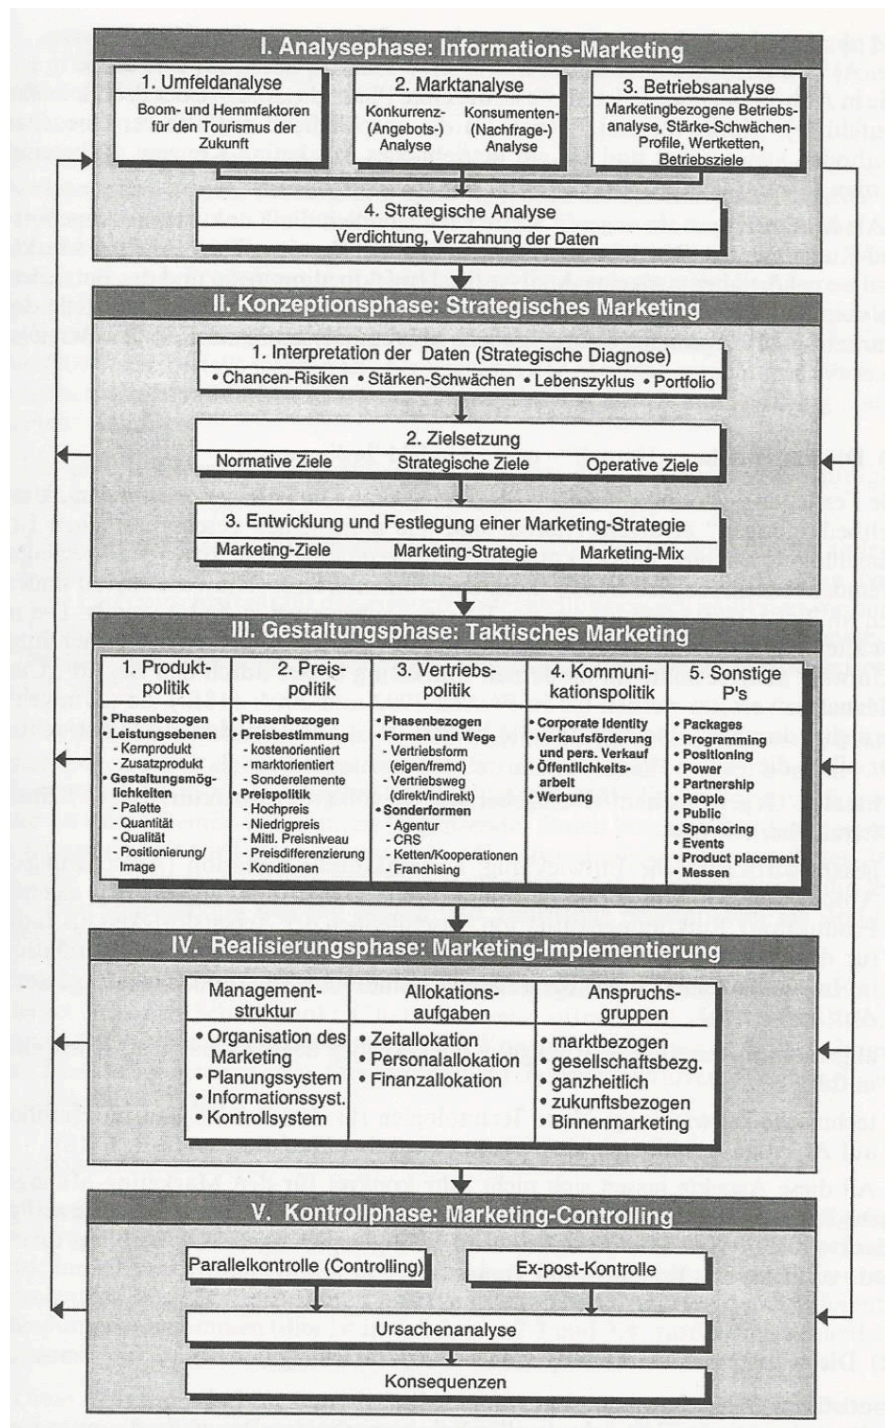 I. Analysephase: Informations-Marketing
1. Umfeldanalyse
Boom- und Hemmfaktoren
für den Tourismus der
Zukunft
2. Marktanalyse
Konkurrenz-
(Angebots-)
Analyse
Konsumenten-
(Nachfrage-)
Analyse
3. Betriebsanalyse
Marketingbezogene Betriebs-
analyse, Stärke-Schwächen-
Profile, Wertketten,
Betriebsziele
4. Strategische Analyse
Verdichtung, Verzahnung der Daten
II. Konzeptionsphase: Strategisches Marketing
1. Interpretation der Daten (Strategische Diagnose)
• Chancen-Risiken • Stärken-Schwächen • Lebenszyklus • Portfolio
2. Zielsetzung
Normative Ziele Strategische Ziele Operative Ziele
3. Entwicklung und Festlegung einer Marketing-Strategie
Marketing-Ziele Marketing-Strategie Marketing-Mix
III. Gestaltungsphase: Taktisches Marketing
1. Produkt-
politik
• Phasenbezogen
• Leistungsebenen
- Kernprodukt
- Zusatzprodukt
• Gestaltungsmög-
lichkeiten
- Palette
- Quantität
- Qualität
- Positionierung/
Image
2. Preis-
politik
• Phasenbezogen
• Preisbestimmung
- kostenorientiert
- marktorientiert
- Sonderelemente
• Preispolitik
- Hochpreis
- Niedrigpreis
- Mittl. Preisniveau
- Preisdifferenzierung
- Konditionen
3. Vertriebs-
politik
• Phasenbezogen
• Formen und Wege
- Vertriebsform
(eigen/fremd)
- Vertriebsweg
(direkt/indirekt)
• Sonderformen
- Agentur
- CRS
- Ketten/Kooperationen
- Franchising
4. Kommuni-
kationspolitik
• Corporate Identity
• Verkaufsförderung
und pers. Verkauf
• Öffentlichkeits-
arbeit
• Werbung
5. Sonstige
P's
• Packages
• Programming
• Positioning
• Power
• Partnership
• People
• Public
• Sponsoring
• Events
• Product placement
• Messen
IV. Realisierungsphase: Marketing-Implementierung
Management-
struktur
• Organisation des
Marketing
• Planungssystem
• Informationssyst.
• Kontrollsystem
Allokations-
aufgaben
• Zeitallokation
• Personalallokation
• Finanzallokation
Anspruchs-
gruppen
• marktbezogen
• gesellschaftsbezg.
• ganzheitlich
• zukunftsbezogen
• Binnenmarketing
V. Kontrollphase: Marketing-Controlling
Parallelkontrolle (Controlling)
Ex-post-Kontrolle
Ursachenanalyse
Konsequenzen